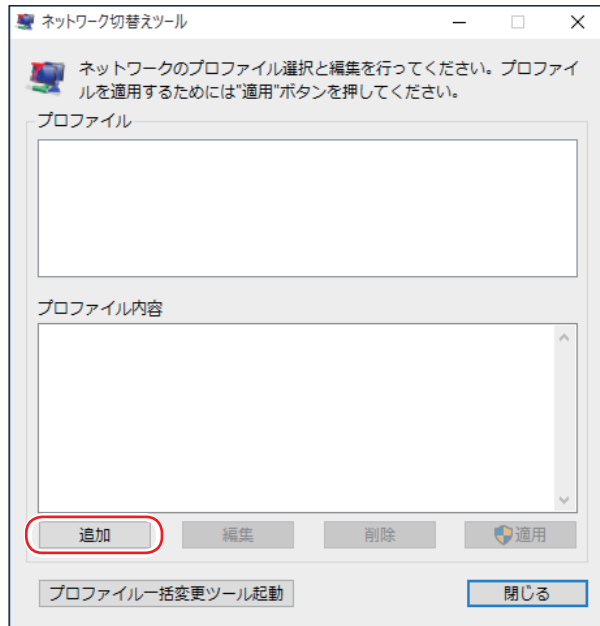 ネットワーク切替えツール
ネットワークのプロファイル選択と編集を行ってください。プロファイ
ルを適用するためには"適用"ボタンを押してください。
プロファイル
プロファイル内容
追加
編集
削除
適用
プロファイル一括変更ツール起動
閉じる